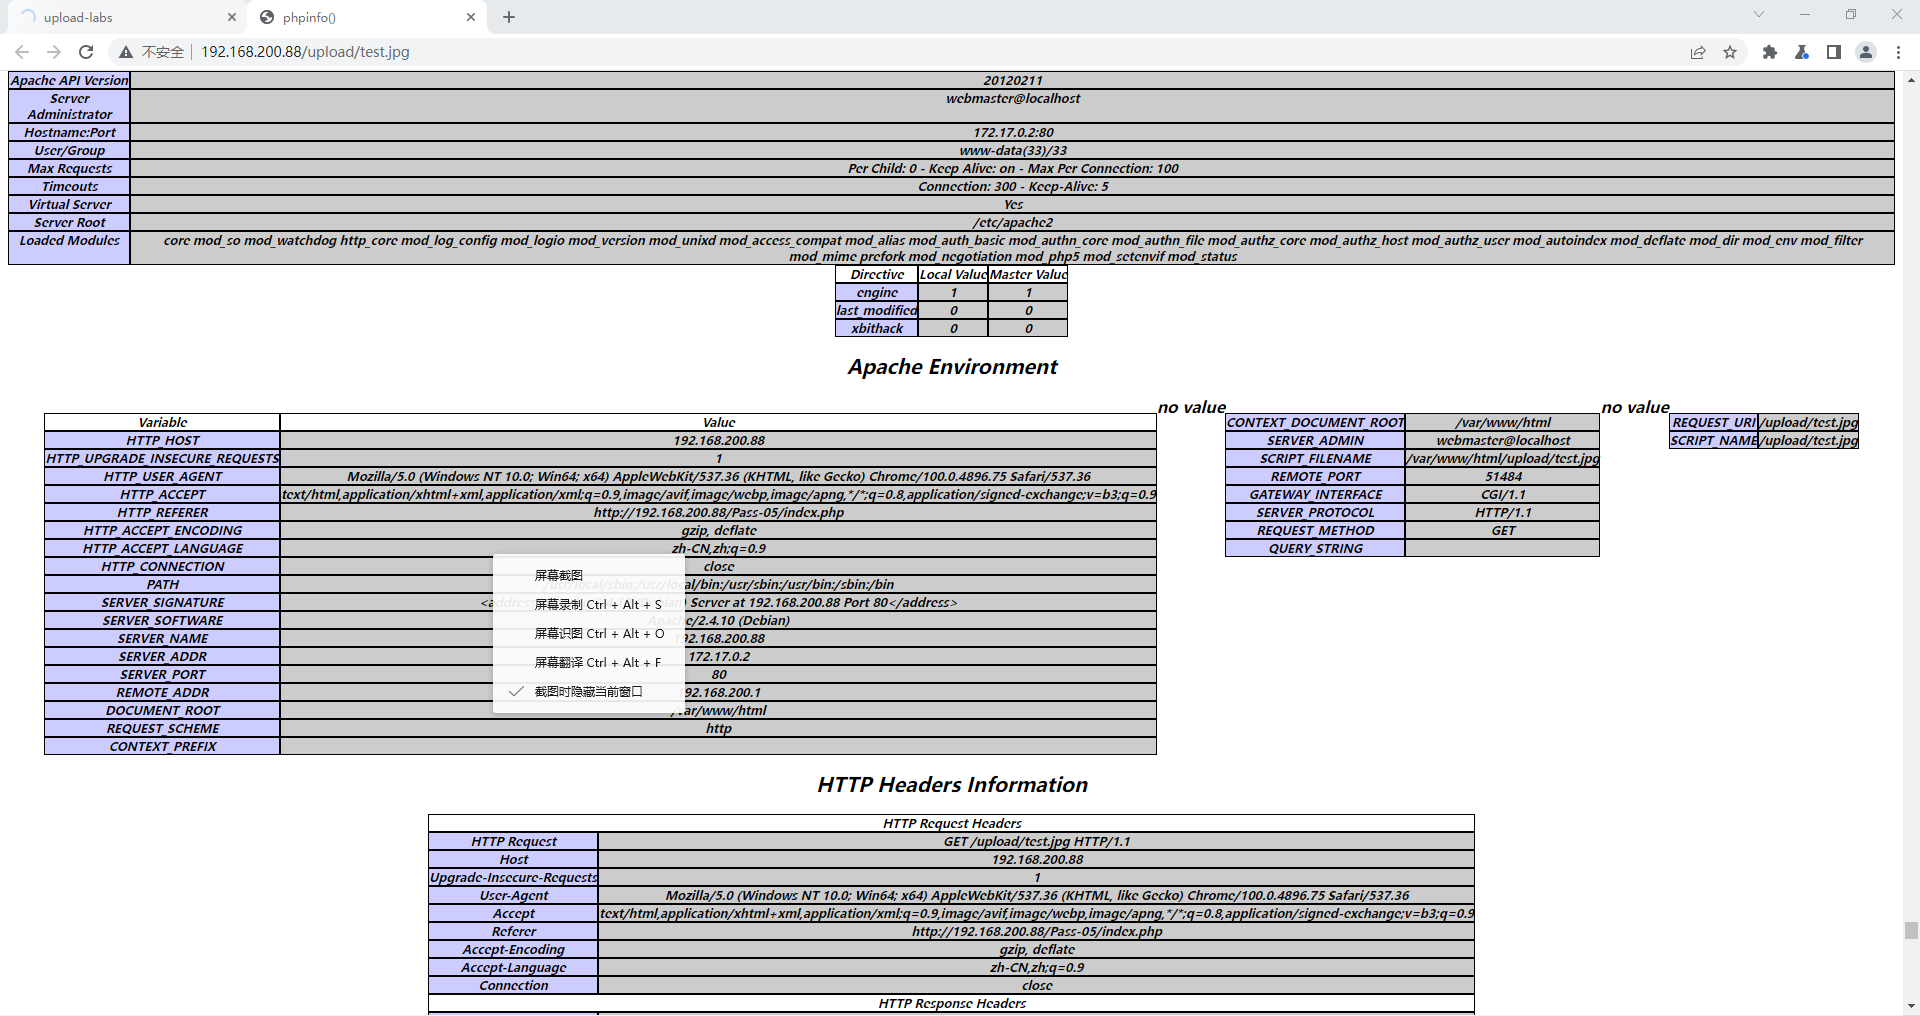 upload-labs
phpinfo()
不安全 192.168.200.88/upload/test.jpg
Apache API Version 20120211
Server Administrator webmaster@localhost
Hostname:Port 172.17.0.2:80
User/Group www-data(33)/33
Max Requests Per Child: 0 - Keep Alive: on - Max Per Connection: 100
Timeouts Connection: 300 - Keep-Alive: 5
Virtual Server Yes
Server Root /etc/apache2
Loaded Modules core mod_so mod_watchdog http_core mod_log_config mod_logio mod_version mod_unixd mod_access_compat mod_alias mod_auth_basic mod_authn_core mod_authn_file mod_authz_core mod_authz_host mod_authz_user mod_autoindex mod_deflate mod_dir mod_env mod_filter
mod_mime prefork mod_negotiation mod_php5 mod_setenvif mod_status
Directive Local Value Master Value
engine 1 1
last_modified 0 0
xbithack 0 0
Apache Environment
Variable Value
HTTP_HOST 192.168.200.88
HTTP_UPGRADE_INSECURE_REQUESTS 1
HTTP_USER_AGENT Mozilla/5.0 (Windows NT 10.0; Win64; x64) AppleWebKit/537.36 (KHTML, like Gecko) Chrome/100.0.4896.75 Safari/537.36
HTTP_ACCEPT text/html,application/xhtml+xml,application/xml;q=0.9,image/avif,image/webp,image/apng,*/*;q=0.8,application/signed-exchange;v=b3;q=0.9
HTTP_REFERER http://192.168.200.88/Pass-05/index.php
HTTP_ACCEPT_ENCODING gzip, deflate
HTTP_ACCEPT_LANGUAGE zh-CN,zh;q=0.9
HTTP_CONNECTION close
PATH /usr/local/sbin:/usr/local/bin:/usr/sbin:/usr/bin:/sbin:/bin
SERVER_SIGNATURE Server at 192.168.200.88 Port 80</address>
SERVER_SOFTWARE Apache/2.4.10 (Debian)
SERVER_NAME 192.168.200.88
SERVER_ADDR 172.17.0.2
SERVER_PORT 80
REMOTE_ADDR 192.168.200.1
DOCUMENT_ROOT /var/www/html
REQUEST_SCHEME http
CONTEXT_PREFIX
no value
CONTEXT_DOCUMENT_ROOT /var/www/html
SERVER_ADMIN webmaster@localhost
SCRIPT_FILENAME /var/www/html/upload/test.jpg
REMOTE_PORT 51484
GATEWAY_INTERFACE CGI/1.1
SERVER_PROTOCOL HTTP/1.1
REQUEST_METHOD GET
QUERY_STRING
no value
REQUEST_URI /upload/test.jpg
SCRIPT_NAME /upload/test.jpg
屏幕截图
屏幕录制 Ctrl + Alt + S
屏幕识图 Ctrl + Alt + O
屏幕翻译 Ctrl + Alt + F
截图时隐藏当前窗口
HTTP Headers Information
HTTP Request Headers
HTTP Request GET /upload/test.jpg HTTP/1.1
Host 192.168.200.88
Upgrade-Insecure-Requests 1
User-Agent Mozilla/5.0 (Windows NT 10.0; Win64; x64) AppleWebKit/537.36 (KHTML, like Gecko) Chrome/100.0.4896.75 Safari/537.36
Accept text/html,application/xhtml+xml,application/xml;q=0.9,image/avif,image/webp,image/apng,*/*;q=0.8,application/signed-exchange;v=b3;q=0.9
Referer http://192.168.200.88/Pass-05/index.php
Accept-Encoding gzip, deflate
Accept-Language zh-CN,zh;q=0.9
Connection close
HTTP Response Headers